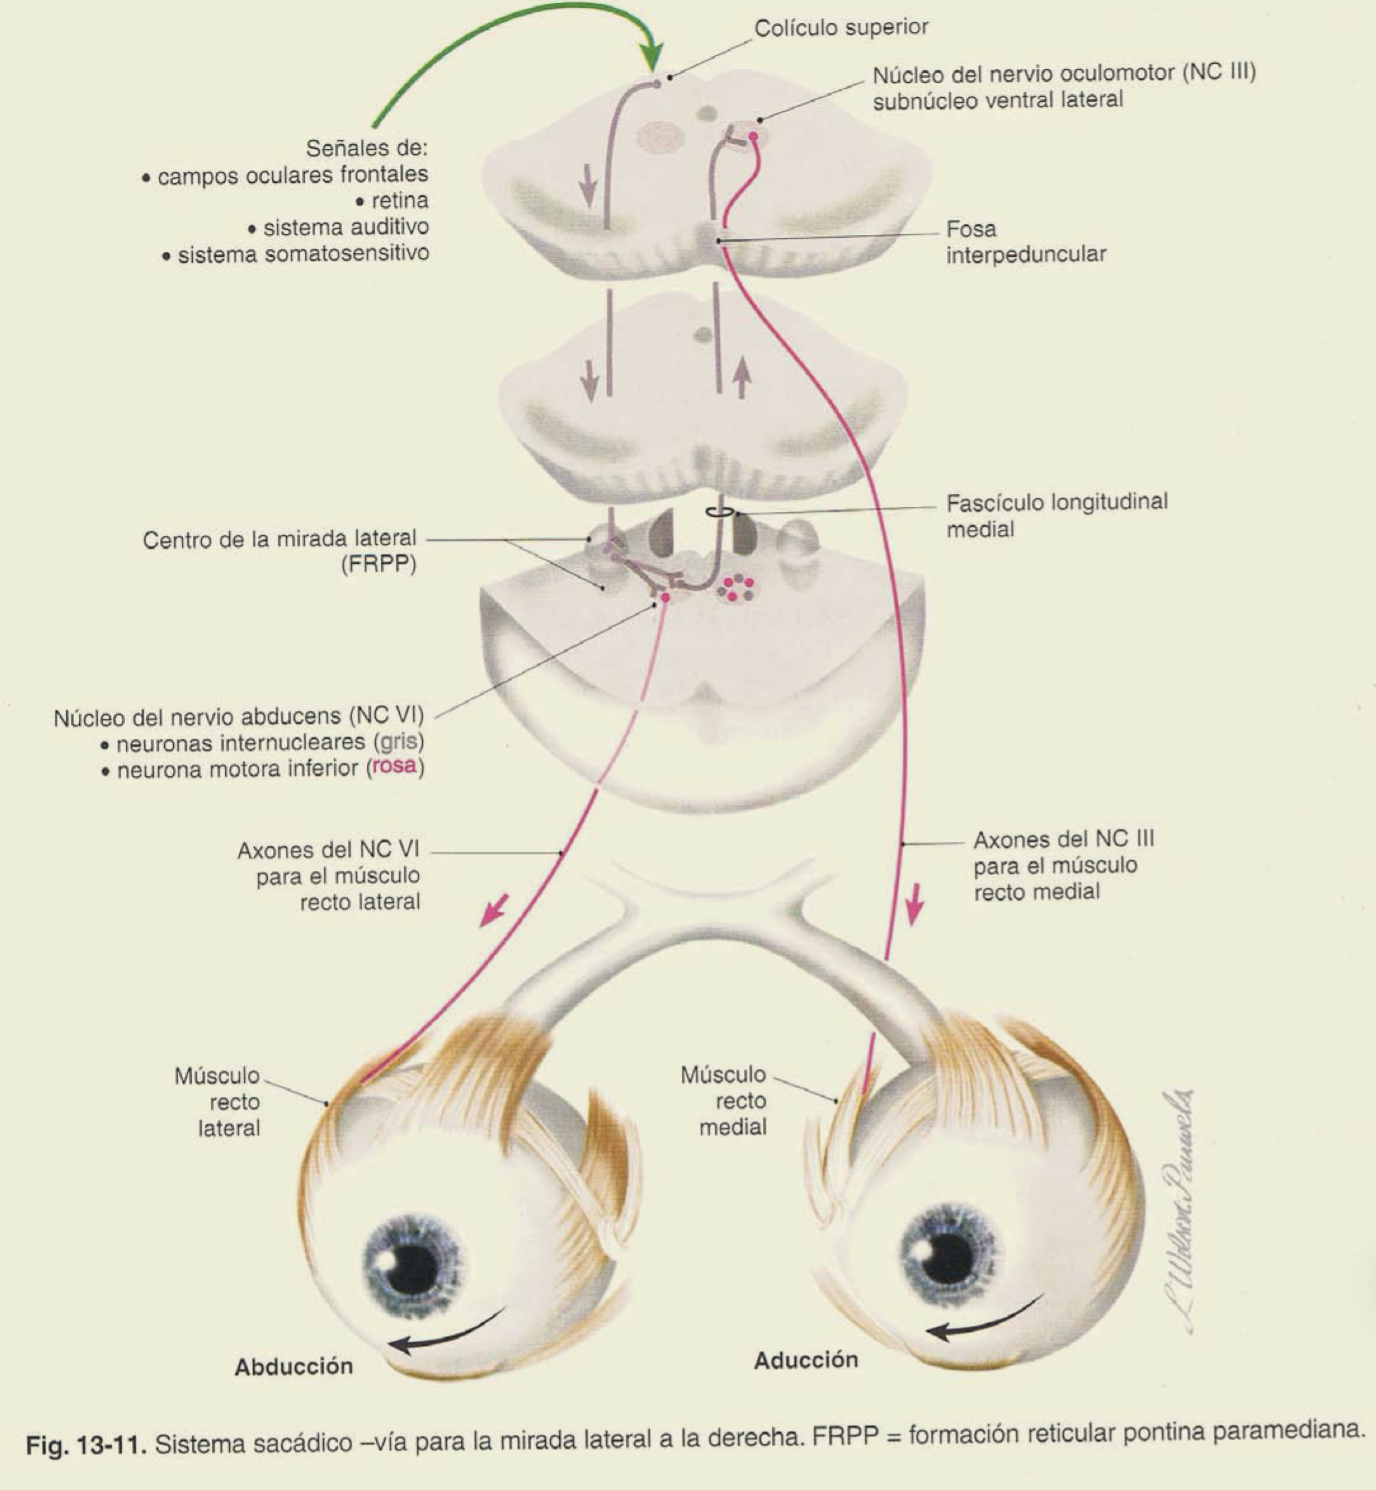 Colículo superior
Núcleo del nervio oculomotor (NC III)
subnúcleo ventral lateral
Señales de:
• campos oculares frontales
• retina
• sistema auditivo
• sistema somatosensitivo
Fosa
interpeduncular
Fascículo longitudinal
medial
Centro de la mirada lateral
(FRPP)
Núcleo del nervio abducens (NC VI)
• neuronas internucleares (gris)
• neurona motora inferior (rosa)
Axones del NC VI
para el músculo
recto lateral
Axones del NC III
para el músculo
recto medial
Músculo
recto
lateral
Músculo
recto
medial
Abducción
Aducción
Fig. 13-11. Sistema sacádico –vía para la mirada lateral a la derecha. FRPP = formación reticular pontina paramediana.